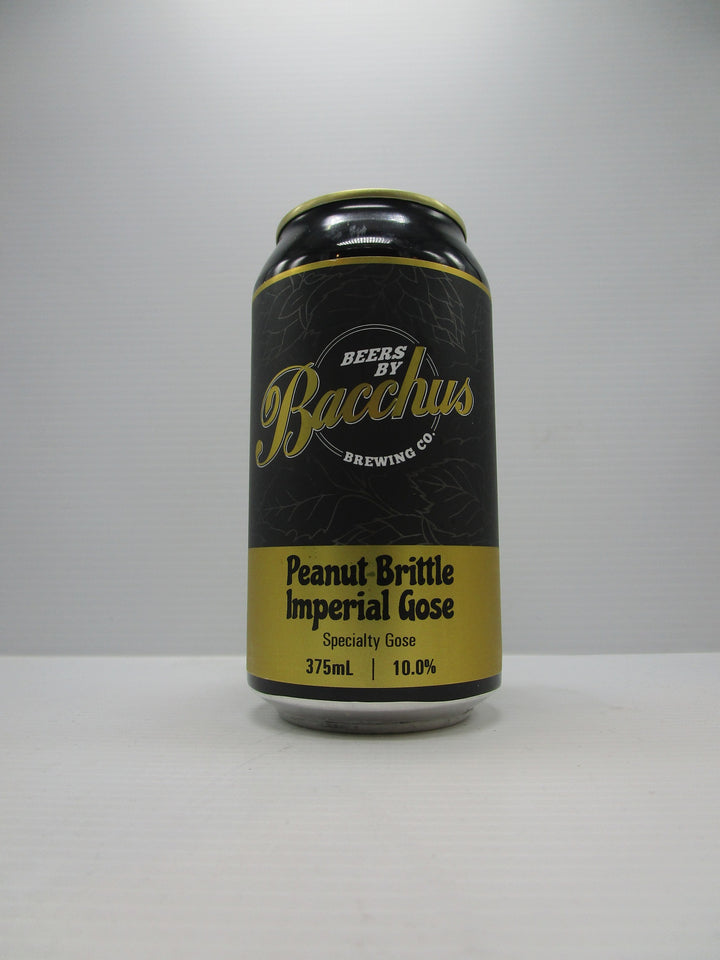 BEERS
BY
Bacchus
BREWING CO.
Peanut Brittle
Imperial Gose
Specialty Gose
375mL | 10.0%